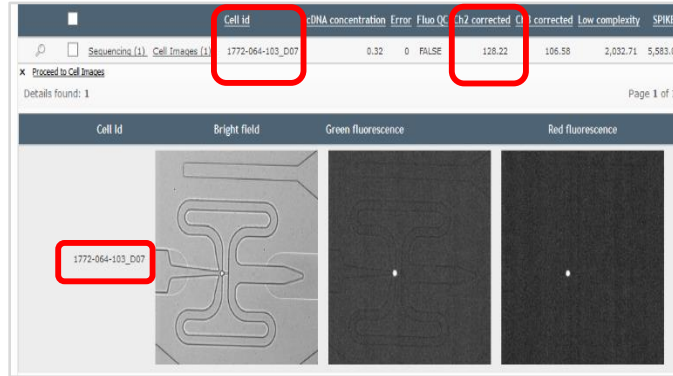 Cell id cDNA concentration Error Fluo QC Ch2 corrected Ch3 corrected Low complexity SPIKE
Sequencing (1) Cell Images (1) 1772-064-103_D07 0.32 0 FALSE 128.22 106.58 2,032.71 5,583.0
x Proceed to Cell Images
Details found: 1 Page 1 of
Cell Id Bright field Green fluorescence Red fluorescence
1772-064-103_D07